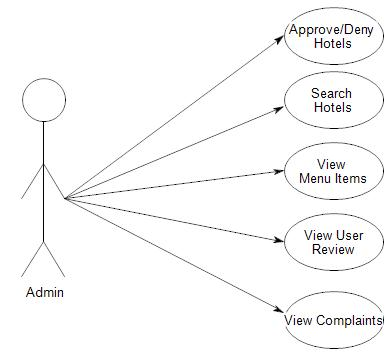 Approve/Deny
Hotels
Search
Hotels
View
Menu Items
View User
Review
Admin
View Complaints